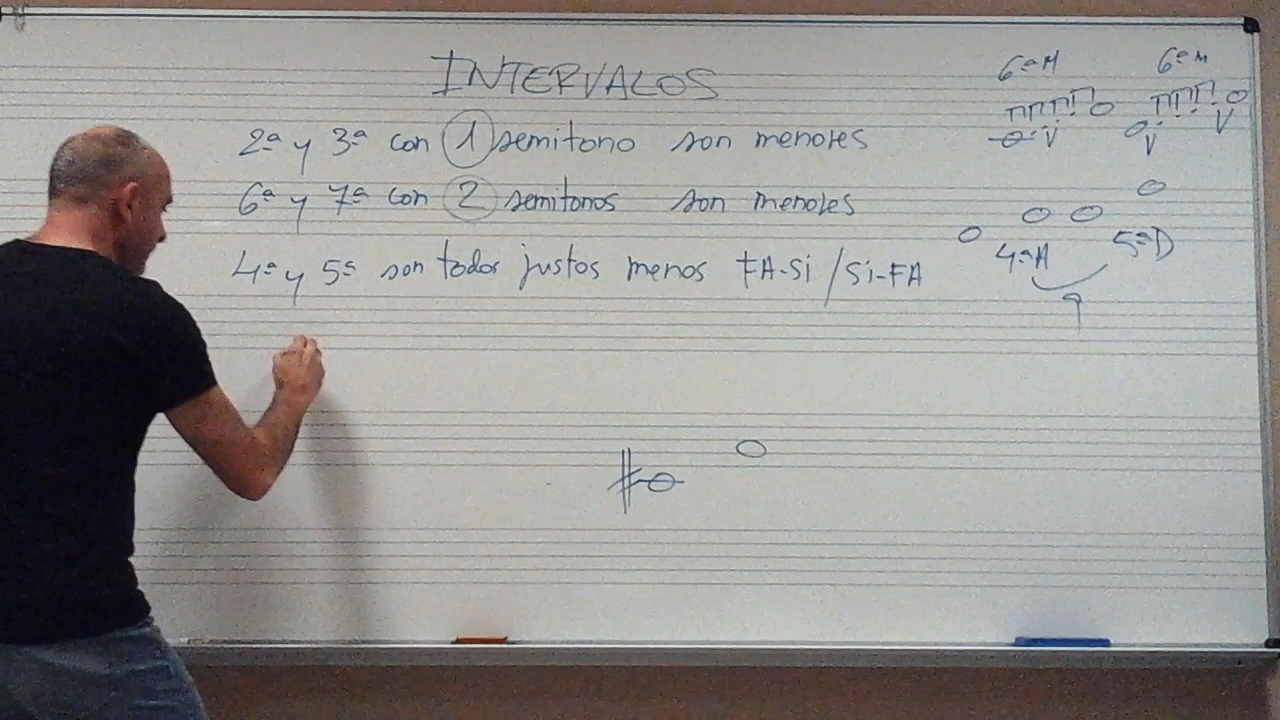 INTERVALOS
2ª y 3ª con 1 semitono son menores
6ª y 7ª con 2 semitonos son menores
4ª y 5ª son todos justos menos FA-Si / Si-FA
6ª M
6ª m
4ª A
5ª D